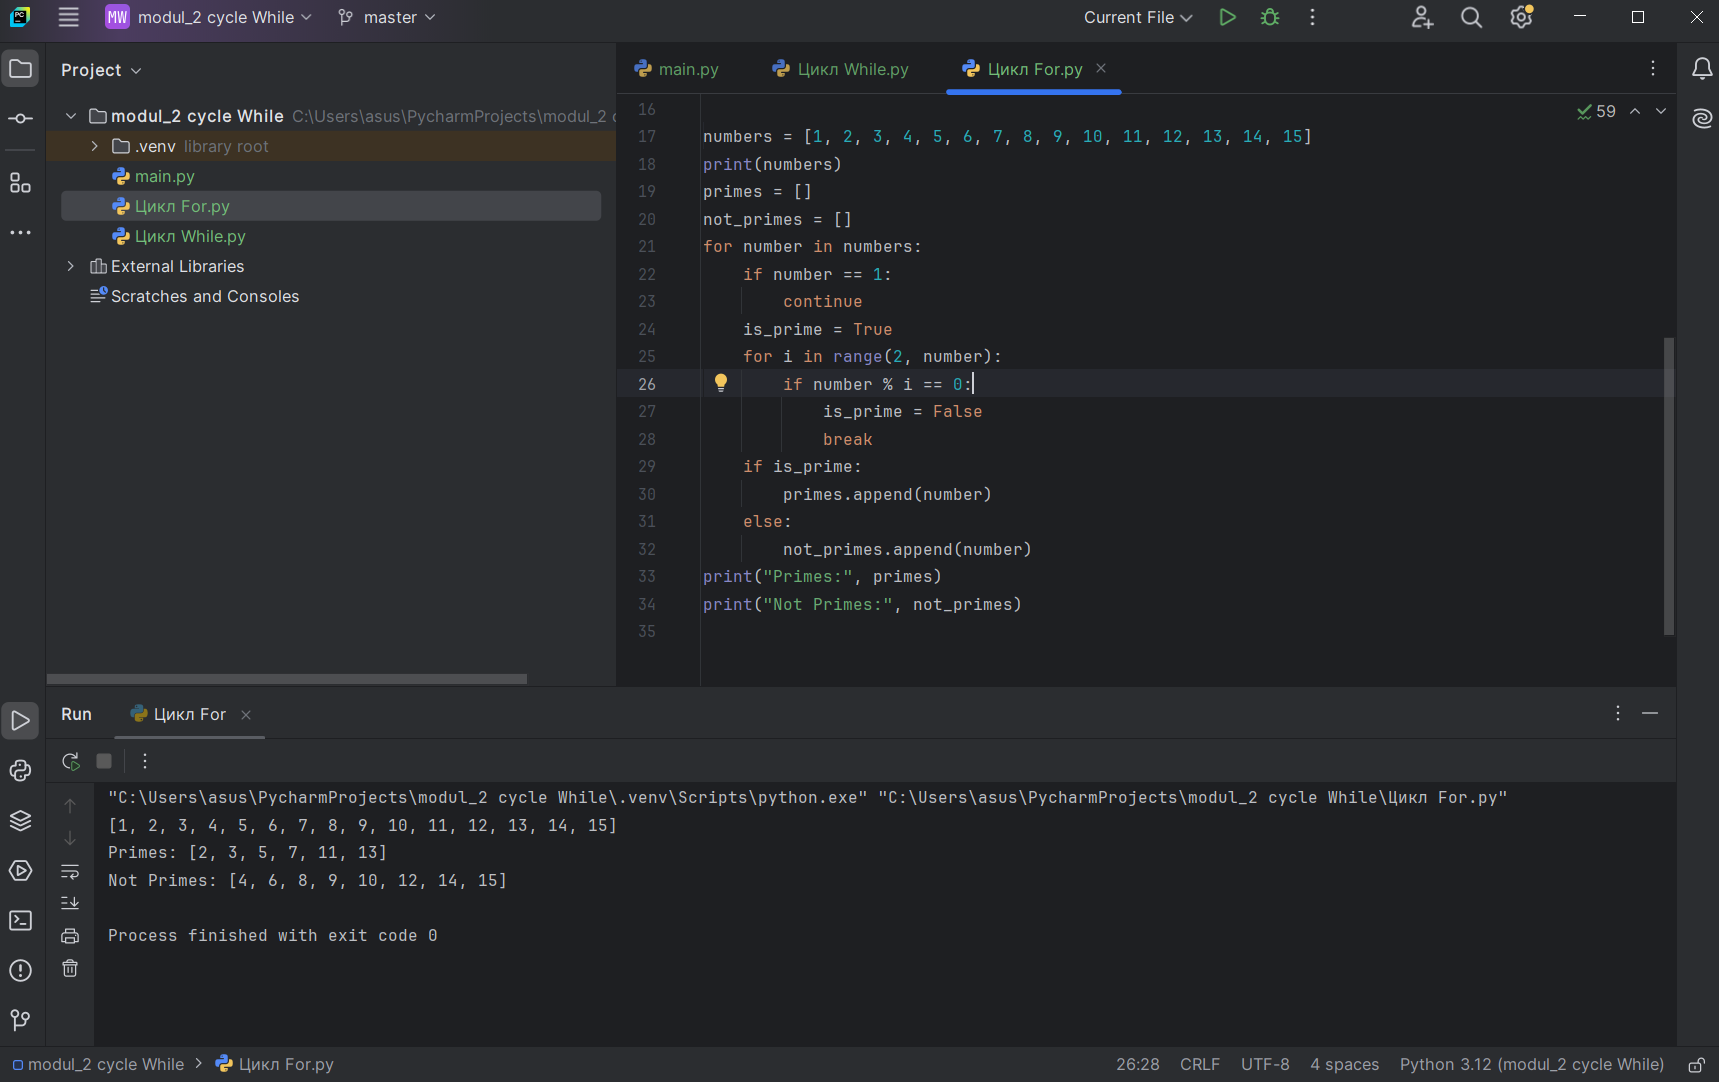 MW modul_2 cycle While master Current File
Project
modul_2 cycle While C:\Users\asus\PycharmProjects\modul_2 c
.venv library root
main.py
Цикл For.py
Цикл While.py
External Libraries
Scratches and Consoles
main.py Цикл While.py Цикл For.py
59
16
17 numbers = [1, 2, 3, 4, 5, 6, 7, 8, 9, 10, 11, 12, 13, 14, 15]
18 print(numbers)
19 primes = []
20 not_primes = []
21 for number in numbers:
22 if number == 1:
23 continue
24 is_prime = True
25 for i in range(2, number):
26 if number % i == 0:
27 is_prime = False
28 break
29 if is_prime:
30 primes.append(number)
31 else:
32 not_primes.append(number)
33 print("Primes:", primes)
34 print("Not Primes:", not_primes)
35
Run Цикл For
"C:\Users\asus\PycharmProjects\modul_2 cycle While\.venv\Scripts\python.exe" "C:\Users\asus\PycharmProjects\modul_2 cycle While\Цикл For.py"
[1, 2, 3, 4, 5, 6, 7, 8, 9, 10, 11, 12, 13, 14, 15]
Primes: [2, 3, 5, 7, 11, 13]
Not Primes: [4, 6, 8, 9, 10, 12, 14, 15]
Process finished with exit code 0
modul_2 cycle While > Цикл For.py 26:28 CRLF UTF-8 4 spaces Python 3.12 (modul_2 cycle While)